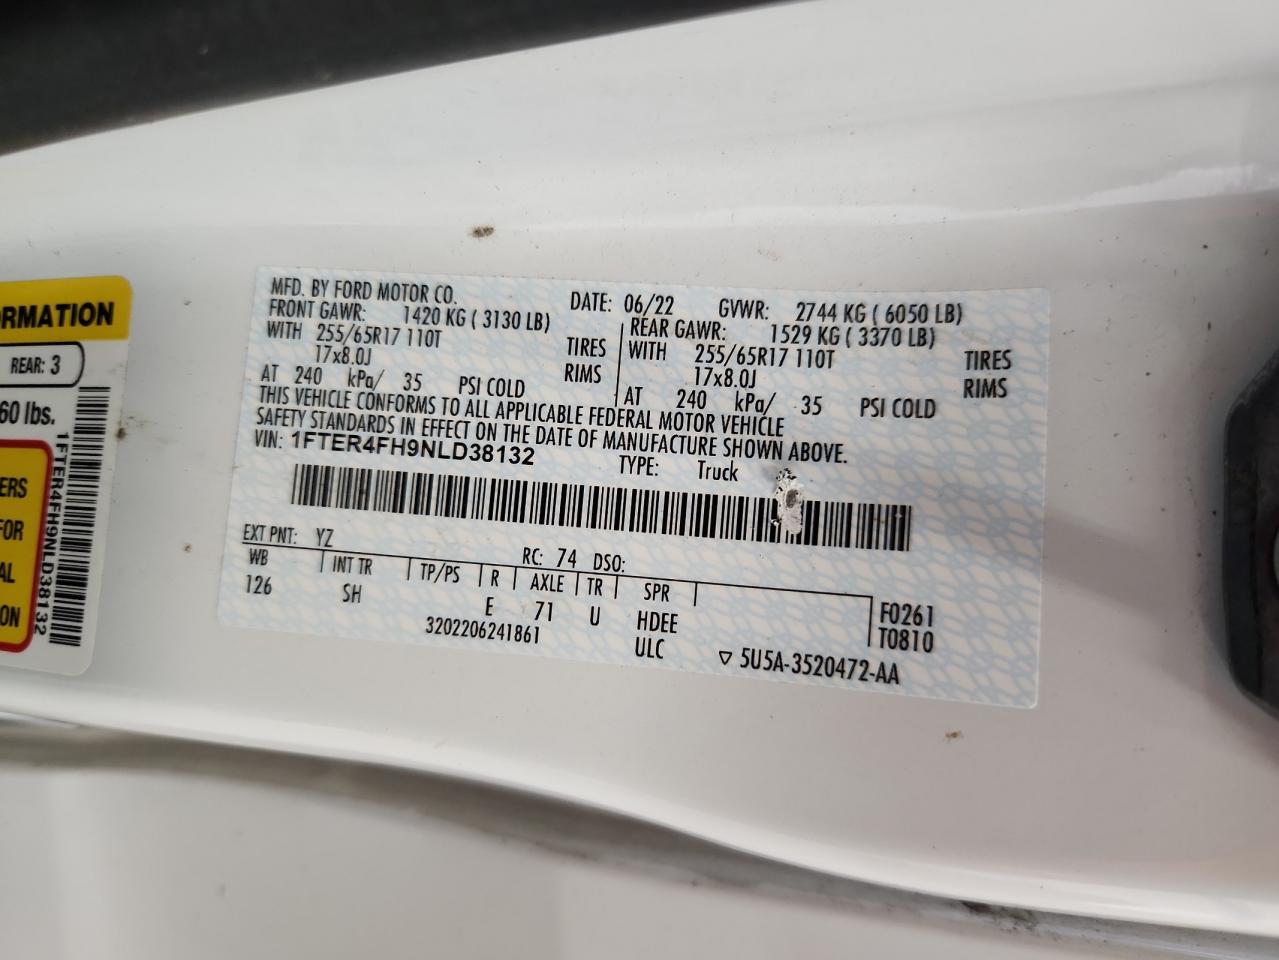 RMATION
REAR: 3
60 lbs.
ERS
FOR
AL
ON
1FTER4FH9NLD38132
MFD. BY FORD MOTOR CO.
DATE: 06/22 GVWR: 2744 KG ( 6050 LB)
FRONT GAWR: 1420 KG ( 3130 LB)
WITH 255/65R17 110T TIRES
17x8.0J RIMS
AT 240 kPa/ 35 PSI COLD
REAR GAWR: 1529 KG ( 3370 LB)
WITH 255/65R17 110T TIRES
17x8.0J RIMS
AT 240 kPa/ 35 PSI COLD
THIS VEHICLE CONFORMS TO ALL APPLICABLE FEDERAL MOTOR VEHICLE
SAFETY STANDARDS IN EFFECT ON THE DATE OF MANUFACTURE SHOWN ABOVE.
VIN: 1FTER4FH9NLD38132 TYPE: Truck
EXT PNT: YZ RC: 74 DSO:
WB INT TR TP/PS R AXLE TR SPR
126 SH E 71 U HDEE
3202206241861 ULC
F0261
T0810
▽ 5U5A-3520472-AA